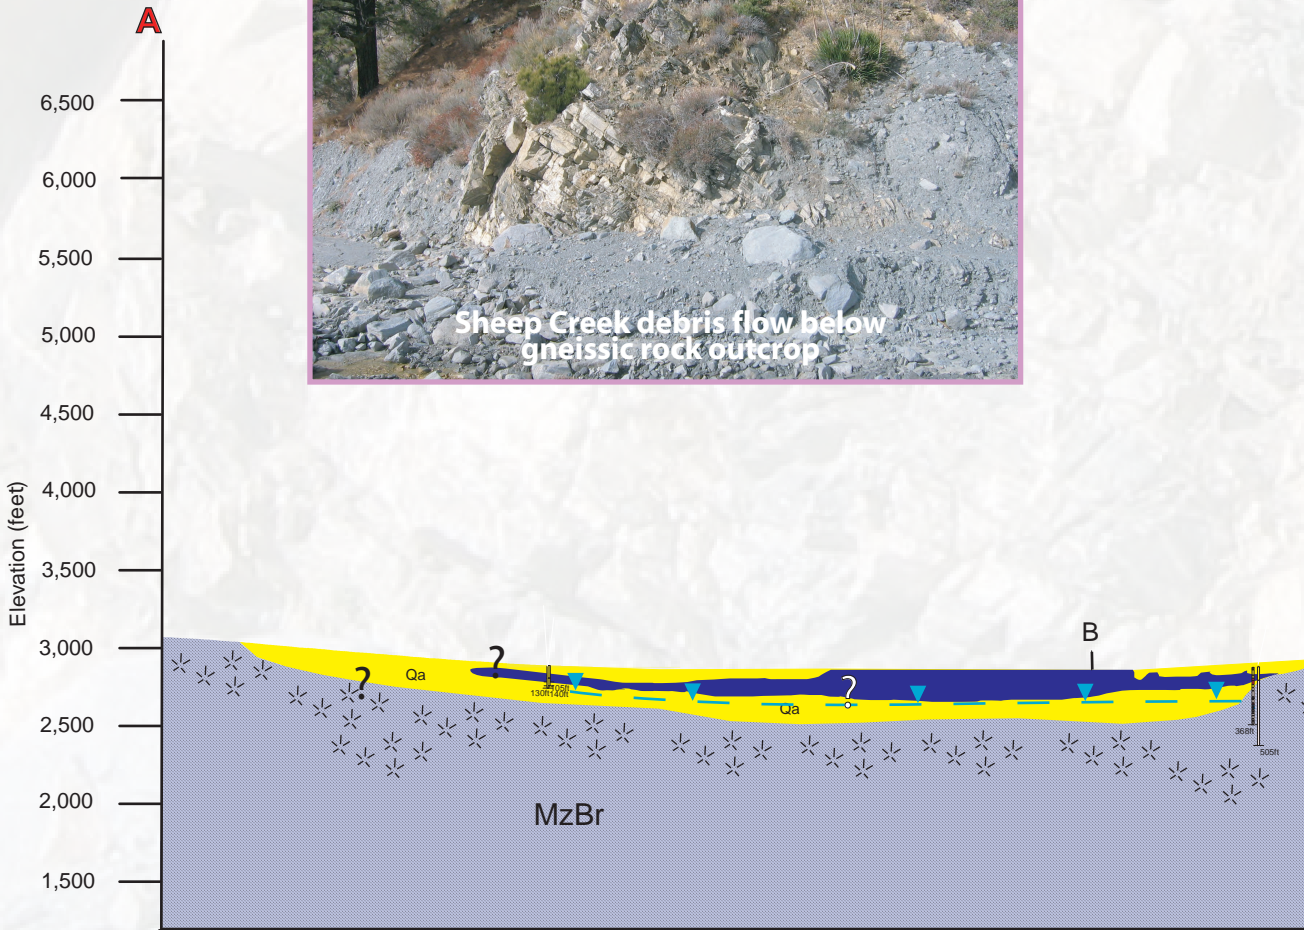 A
6,500
6,000
5,500
5,000
4,500
4,000
3,500
3,000
2,500
2,000
1,500
Elevation (feet)
Sheep Creek debris flow below
gneissic rock outcrop
B
?
?
?
Qa
Qa
105ft
130ft
140ft
368ft
505ft
MzBr